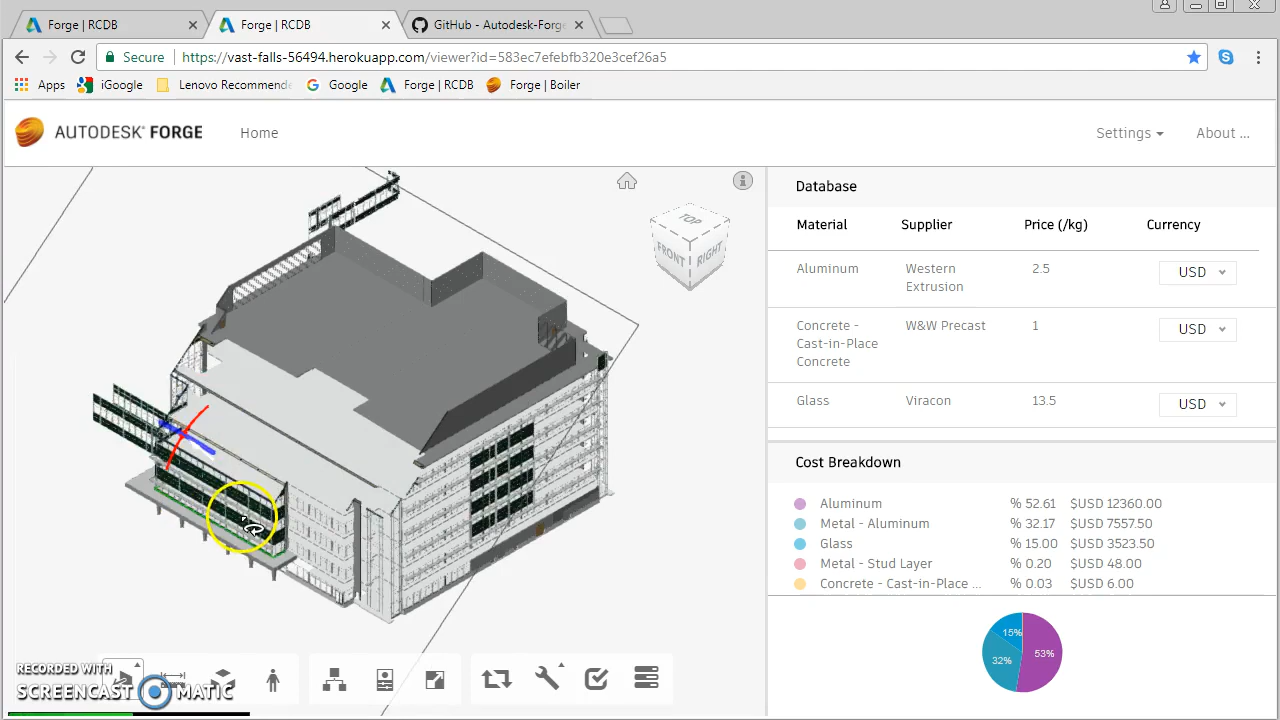 Forge | RCDB
Forge | RCDB
GitHub - Autodesk-Forge
Secure
https://vast-falls-56494.herokuapp.com/viewer?id=583ec7efebfb320e3cef26a5
Apps iGoogle Lenovo Recommend Google Forge | RCDB Forge | Boiler
AUTODESK® FORGE Home Settings About ...
TOP
FRONT RIGHT
Database
Material Supplier Price (/kg) Currency
Aluminum Western Extrusion 2.5 USD
Concrete - Cast-in-Place Concrete W&W Precast 1 USD
Glass Viracon 13.5 USD
Cost Breakdown
Aluminum % 52.61 $USD 12360.00
Metal - Aluminum % 32.17 $USD 7557.50
Glass % 15.00 $USD 3523.50
Metal - Stud Layer % 0.20 $USD 48.00
Concrete - Cast-in-Place ... % 0.03 $USD 6.00
15%
53%
32%
RECORDED WITH
SCREENCAST MATIC